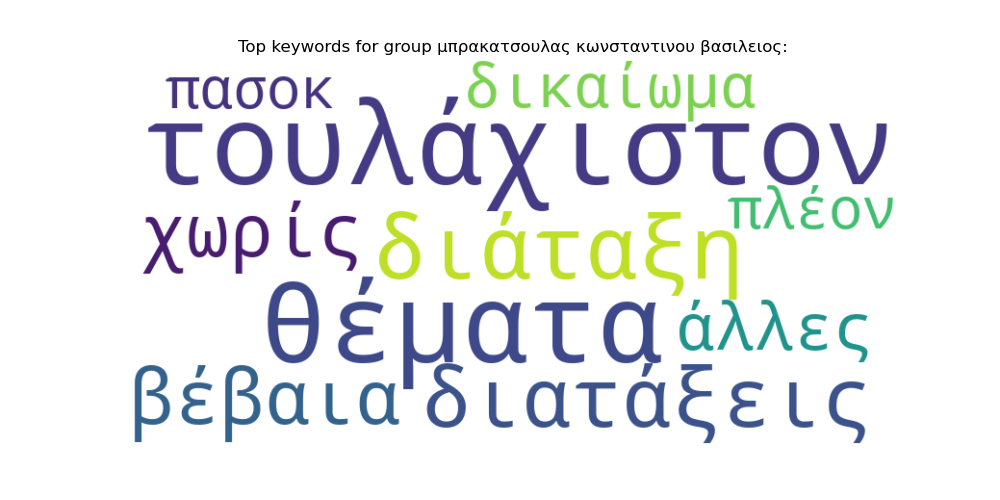 Top keywords for group μπρακατσουλας κωνσταντινου βασιλειος:
πασοκ δικαίωμα
τουλάχιστον
πλέον
χωρίς διάταξη
θέματα άλλες
βέβαια διατάξεις